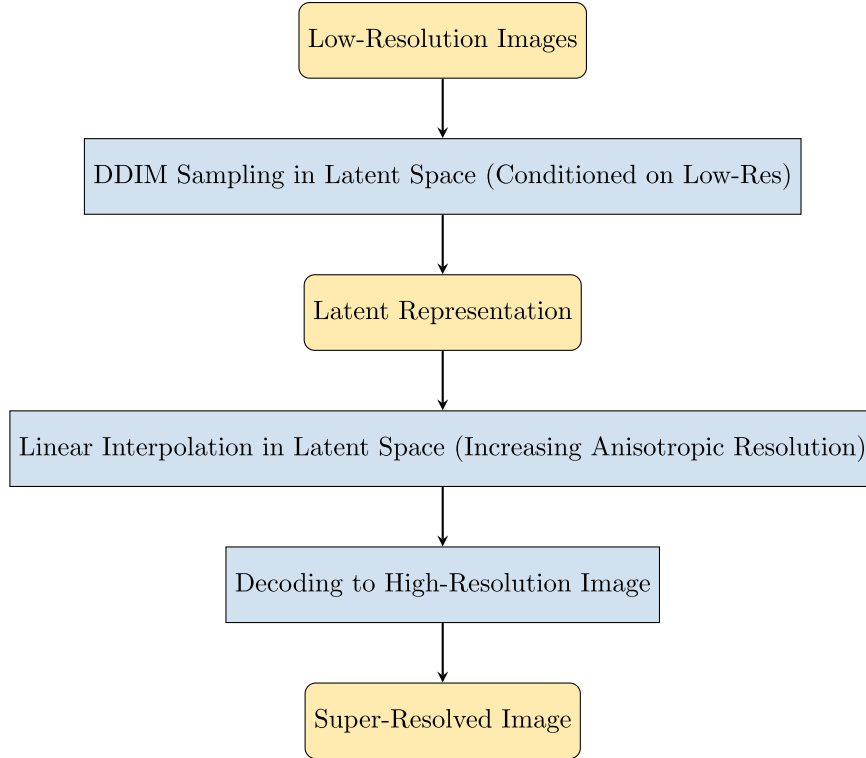 Low-Resolution Images
DDIM Sampling in Latent Space (Conditioned on Low-Res)
Latent Representation
Linear Interpolation in Latent Space (Increasing Anisotropic Resolution)
Decoding to High-Resolution Image
Super-Resolved Image